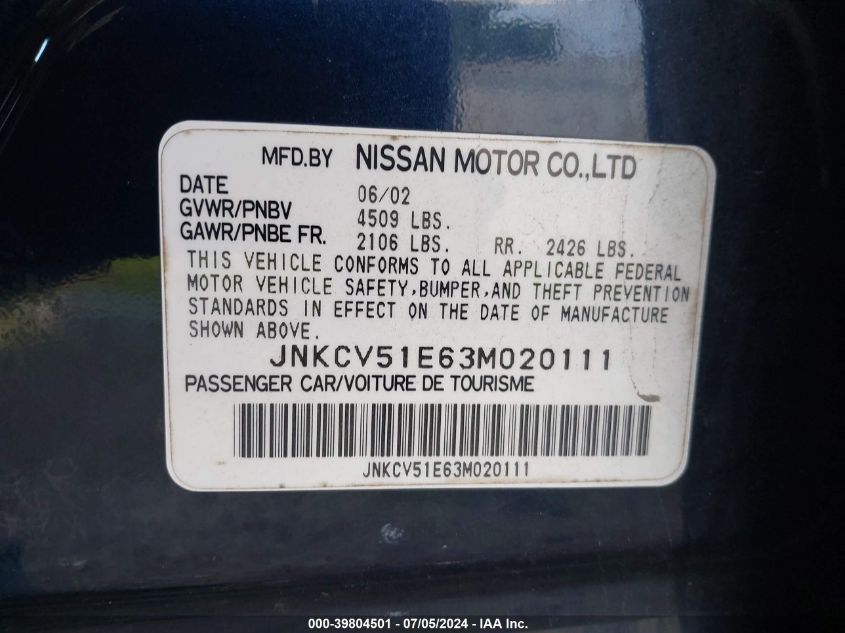 MFD.BY NISSAN MOTOR CO.,LTD
DATE 06/02
GVWR/PNBV 4509 LBS.
GAWR/PNBE FR. 2106 LBS. RR. 2426 LBS.
THIS VEHICLE CONFORMS TO ALL APPLICABLE FEDERAL
MOTOR VEHICLE SAFETY,BUMPER,AND THEFT PREVENTION
STANDARDS IN EFFECT ON THE DATE OF MANUFACTURE
SHOWN ABOVE.
JNKCV51E63M020111
PASSENGER CAR/VOITURE DE TOURISME
JNKCV51E63M020111
000-39804501 - 07/05/2024 - IAA Inc.